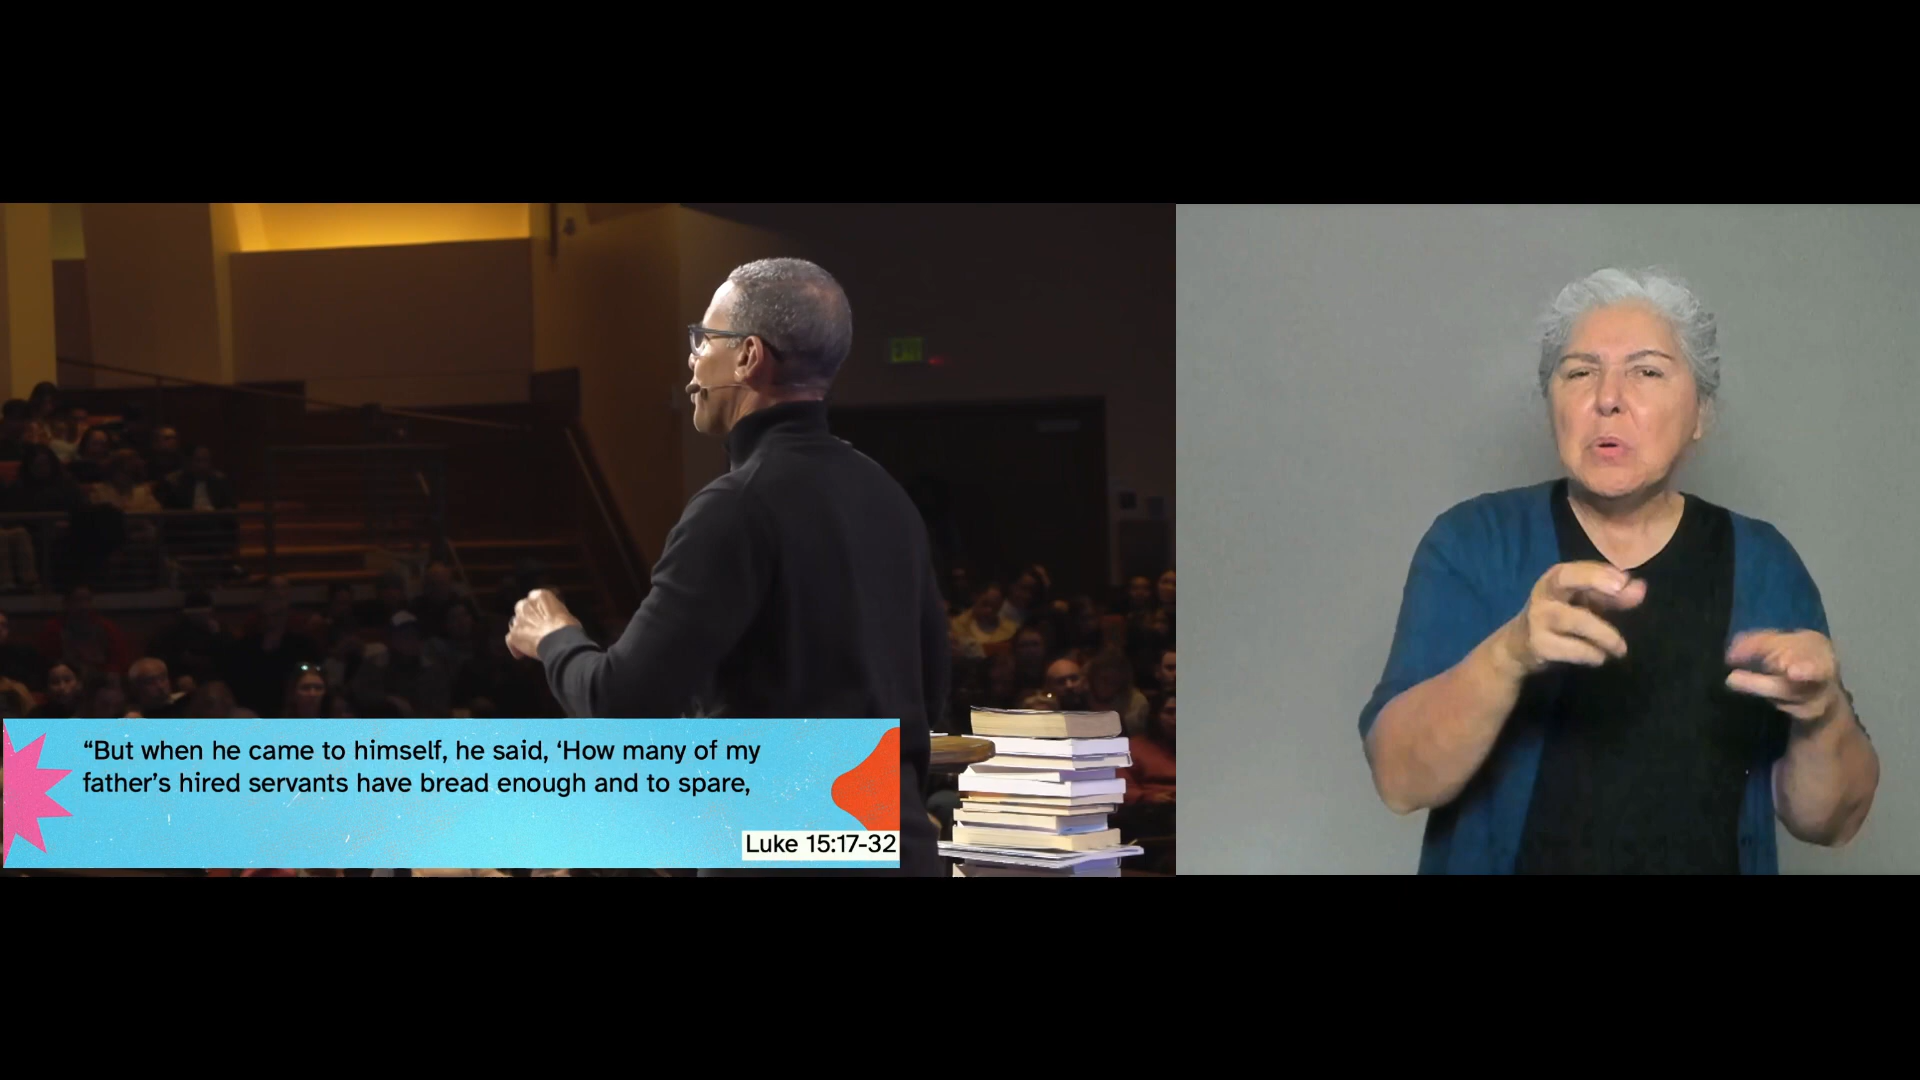 “But when he came to himself, he said, ‘How many of my
father’s hired servants have bread enough and to spare,
Luke 15:17-32